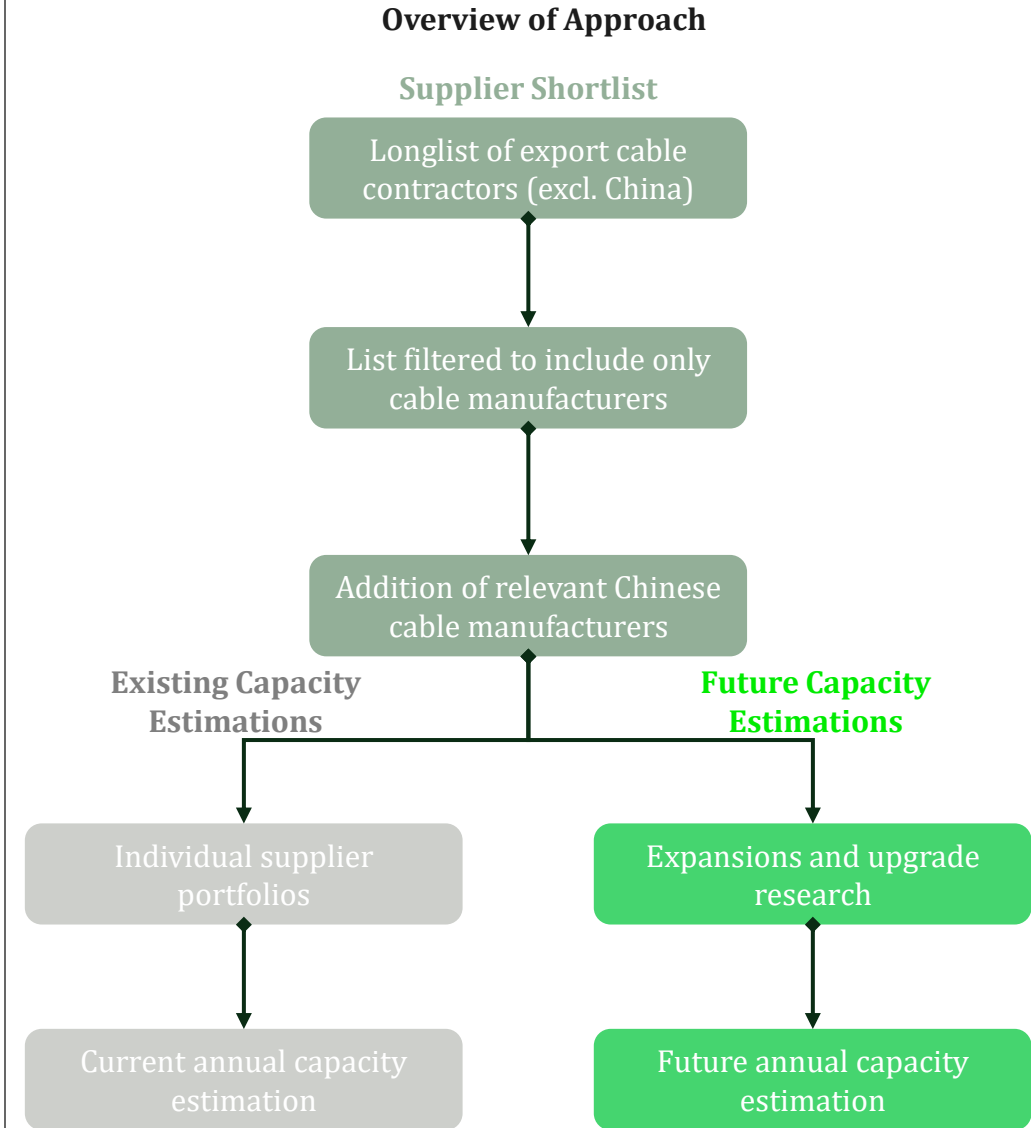 Overview of Approach
Supplier Shortlist
Longlist of export cable
contractors (excl. China)
List filtered to include only
cable manufacturers
Addition of relevant Chinese
cable manufacturers
Existing Capacity
Estimations
Future Capacity
Estimations
Individual supplier
portfolios
Expansions and upgrade
research
Current annual capacity
estimation
Future annual capacity
estimation